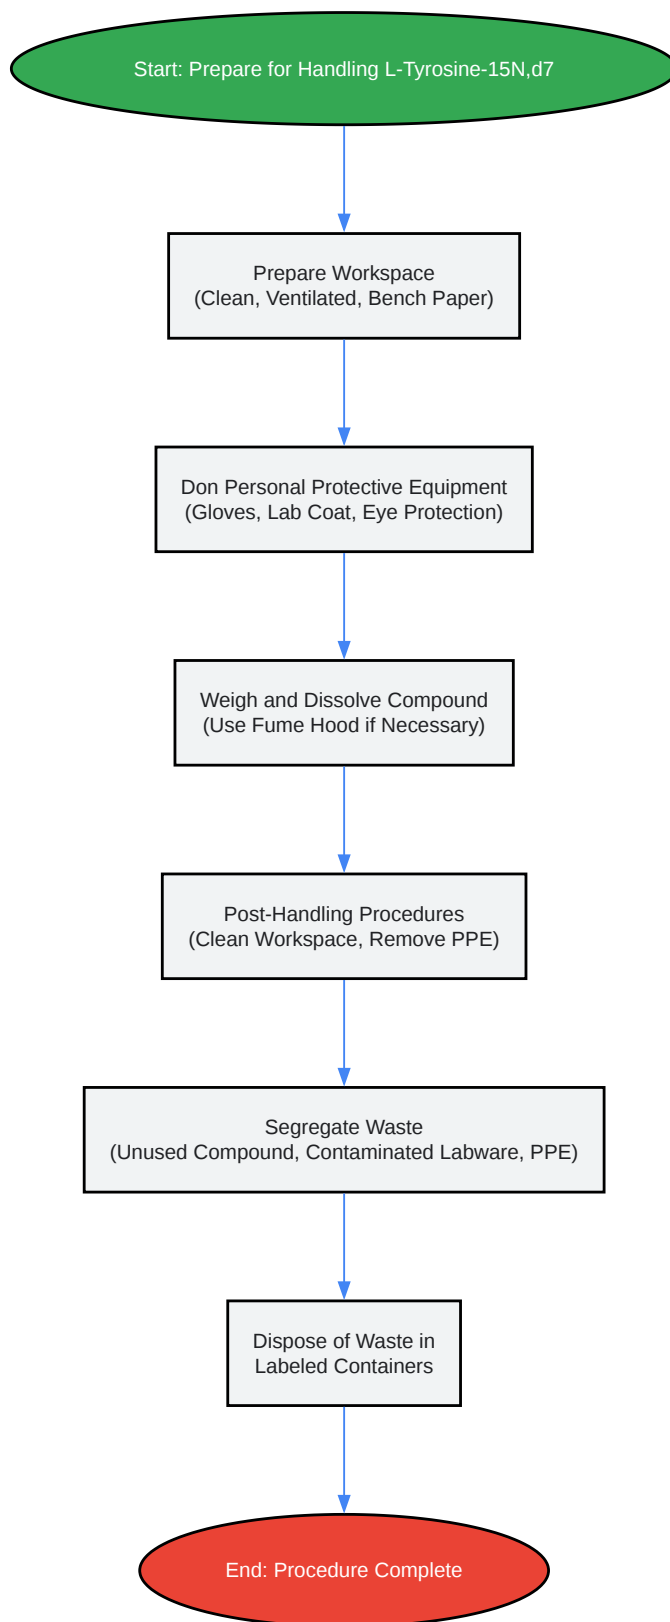 Start: Prepare for Handling L-Tyrosine-15N,d7
Prepare Workspace
(Clean, Ventilated, Bench Paper)
Don Personal Protective Equipment
(Gloves, Lab Coat, Eye Protection)
Weigh and Dissolve Compound
(Use Fume Hood if Necessary)
Post-Handling Procedures
(Clean Workspace, Remove PPE)
Segregate Waste
(Unused Compound, Contaminated Labware, PPE)
Dispose of Waste in
Labeled Containers
End: Procedure Complete